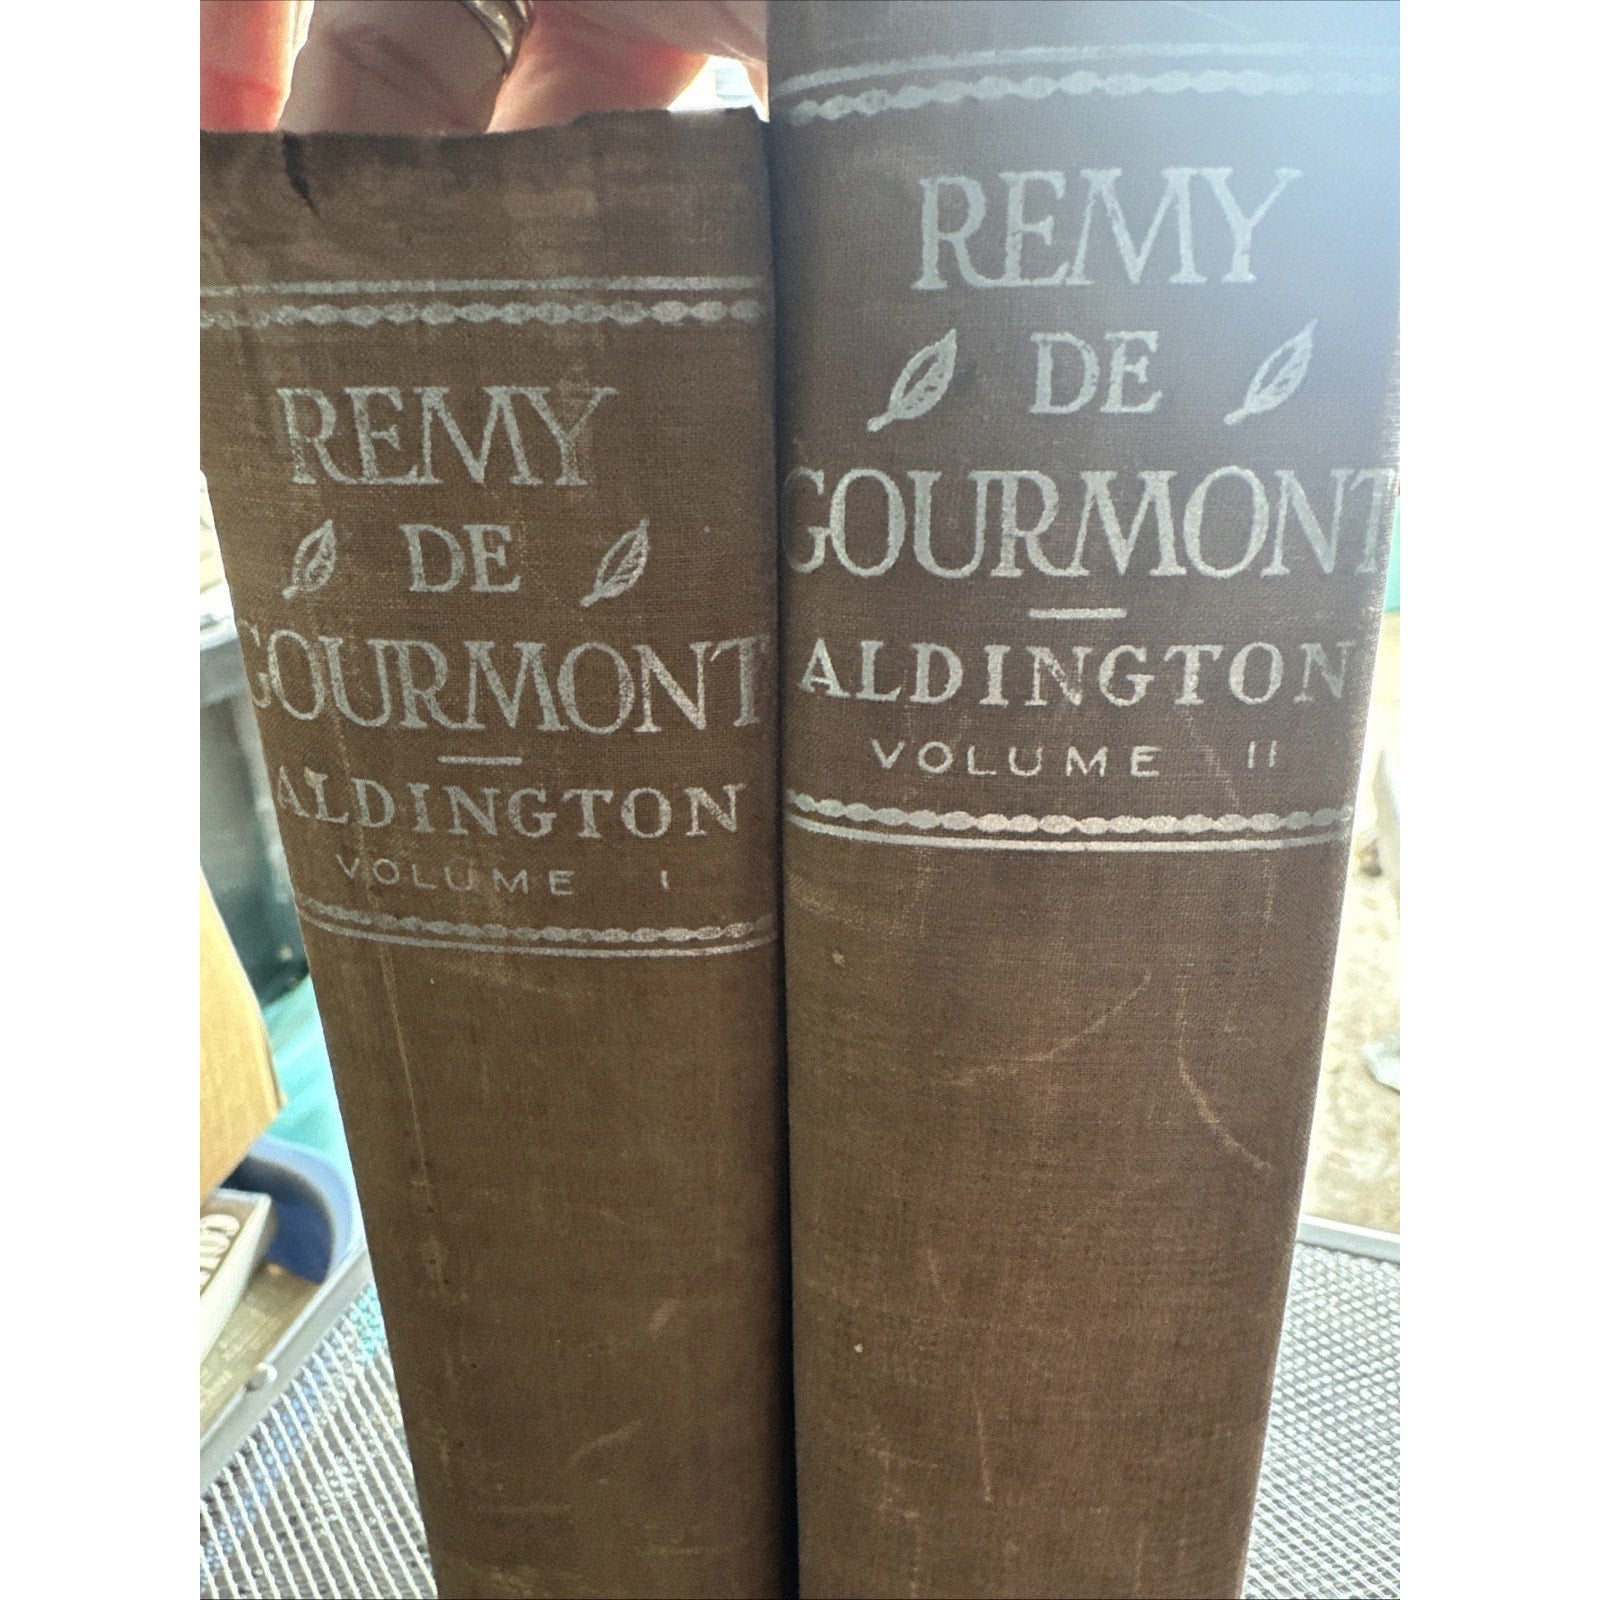 REMY
DE
GOURMONT
ALDINGTON
VOLUME I
REMY
DE
GOURMONT
ALDINGTON
VOLUME II